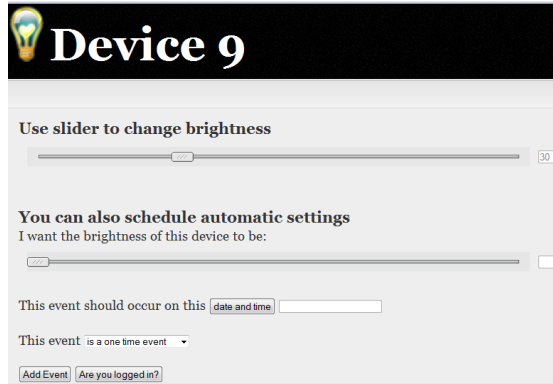 Device 9
Use slider to change brightness
30
You can also schedule automatic settings
I want the brightness of this device to be:
This event should occur on this date and time
This event is a one time event
Add Event Are you logged in?